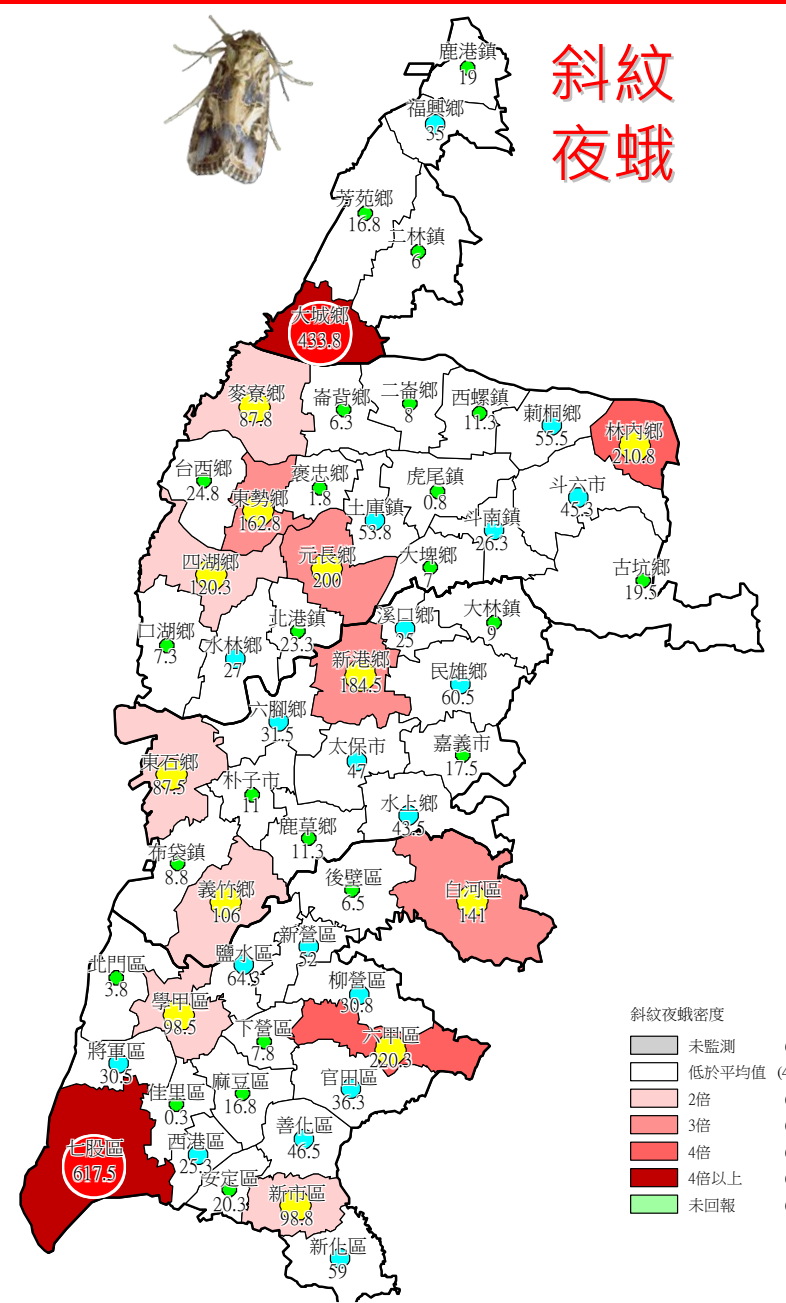 斜紋
夜蛾
鹿港鎮
19
福興鄉
35
芳苑鄉
16.8
二林鎮
6
大城鄉
433.8
麥寮鄉
87.8
崙背鄉
6.3
二崙鄉
8
西螺鎮
11.3
莿桐鄉
55.5
林內鄉
210.8
台西鄉
24.8
東勢鄉
162.8
褒忠鄉
1.8
土庫鎮
53.8
虎尾鎮
0.8
斗南鎮
26.3
斗六市
45.3
四湖鄉
120.3
元長鄉
200
大埤鄉
7
古坑鄉
19.5
口湖鄉
7.3
水林鄉
27
北港鎮
23.3
溪口鄉
25
大林鎮
9
新港鄉
184.5
民雄鄉
60.5
六腳鄉
31.5
太保市
47
嘉義市
17.5
東石鄉
87.5
朴子市
11
水上鄉
43.5
鹿草鄉
11.3
布袋鎮
8.8
義竹鄉
106
後壁區
6.5
白河區
141
新營區
52
鹽水區
64.3
北門區
3.8
柳營區
30.8
學甲區
98.5
下營區
7.8
六甲區
220.3
將軍區
30.5
佳里區
0.3
麻豆區
16.8
官田區
36.3
七股區
617.5
西港區
善化區
46.5
安定區
20.3
新市區
98.8
新化區
59
斜紋夜蛾密度
未監測 (
低於平均值 (4
2倍
3倍
4倍
4倍以上
未回報